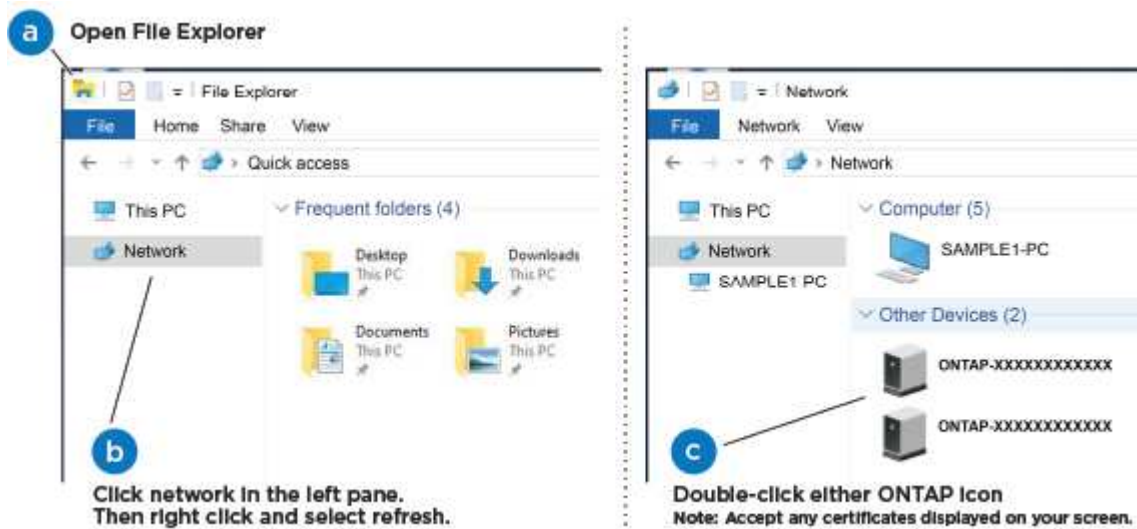 a Open File Explorer
File Explorer
File Home Share View
Quick access
This PC
Network
Frequent folders (4)
Desktop
This PC
Downloads
This PC
Documents
This PC
Pictures
This PC
b
Click network in the left pane.
Then right click and select refresh.
Network
File Network View
Network
This PC
Network
SAMPLE1 PC
Computer (5)
SAMPLE1-PC
Other Devices (2)
ONTAP-XXXXXXXXXXXX
ONTAP-XXXXXXXXXXXX
c
Double-click either ONTAP icon
Note: Accept any certificates displayed on your screen.